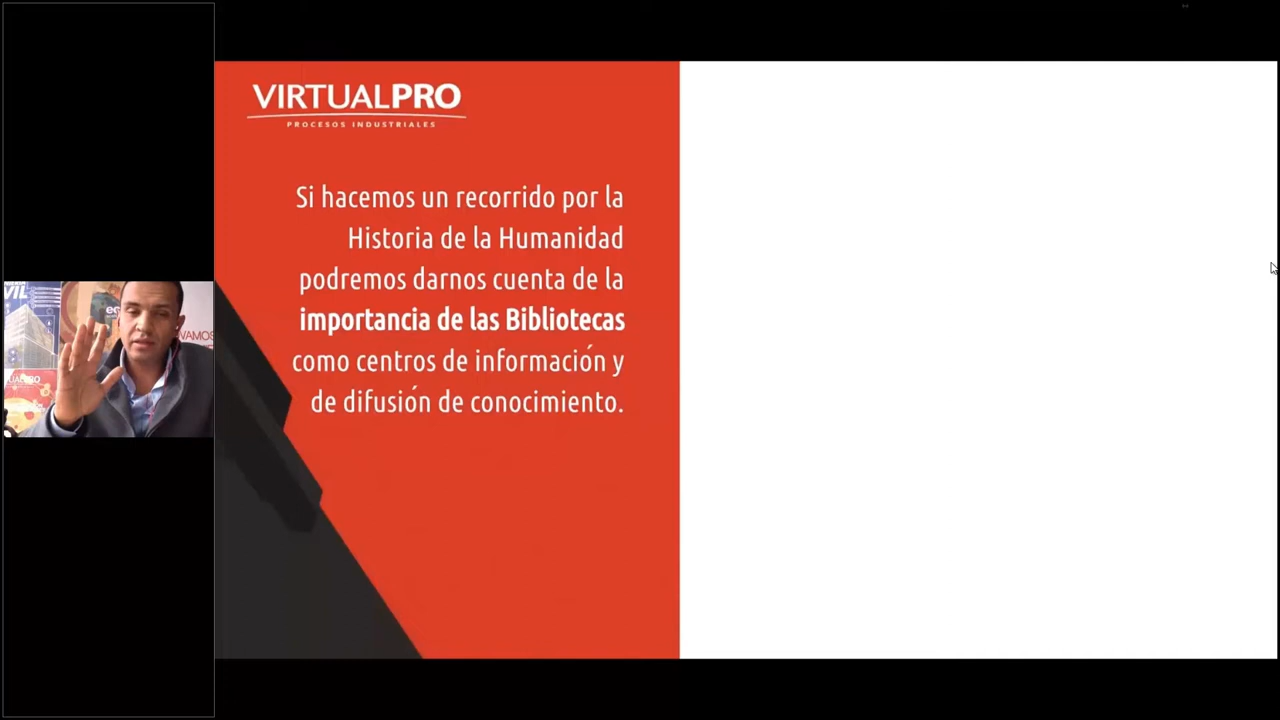 VIRTUALPRO
PROCESOS INDUSTRIALES
Si hacemos un recorrido por la
Historia de la Humanidad
podremos darnos cuenta de la
importancia de las Bibliotecas
como centros de información y
de difusión de conocimiento.